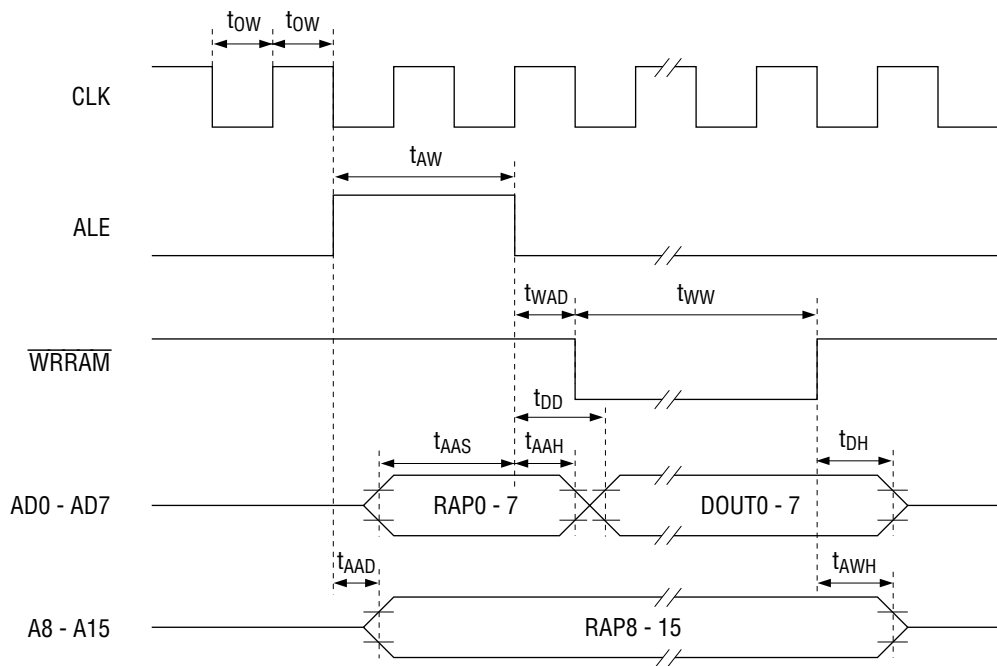 tOW tOW
CLK
tAW
ALE
tWAD tWW
WRRAM
tDD
tAAS tAAH tDH
AD0 - AD7 RAP0 - 7 DOUT0 - 7
tAAD tAWH
A8 - A15 RAP8 - 15